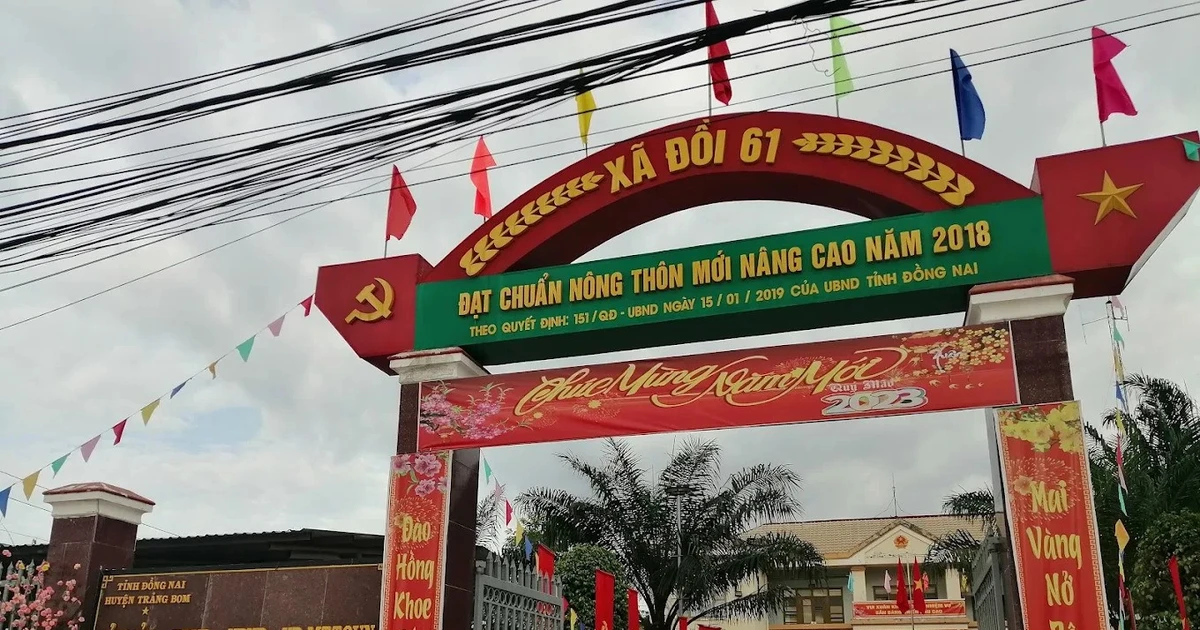 XÃ ĐỒI 61
ĐẠT CHUẨN NÔNG THÔN MỚI NÂNG CAO NĂM 2018
THEO QUYẾT ĐỊNH: 151/QĐ - UBND NGÀY 15/01/2019 CỦA UBND TỈNH ĐỒNG NAI
Chúc Mừng Năm Mới
Xuân
Quý Mão
2023
Đào
Hồng
Khoe
Mai
Vàng
Nở
TỈNH ĐỒNG NAI
HUYỆN TRẢNG BOM